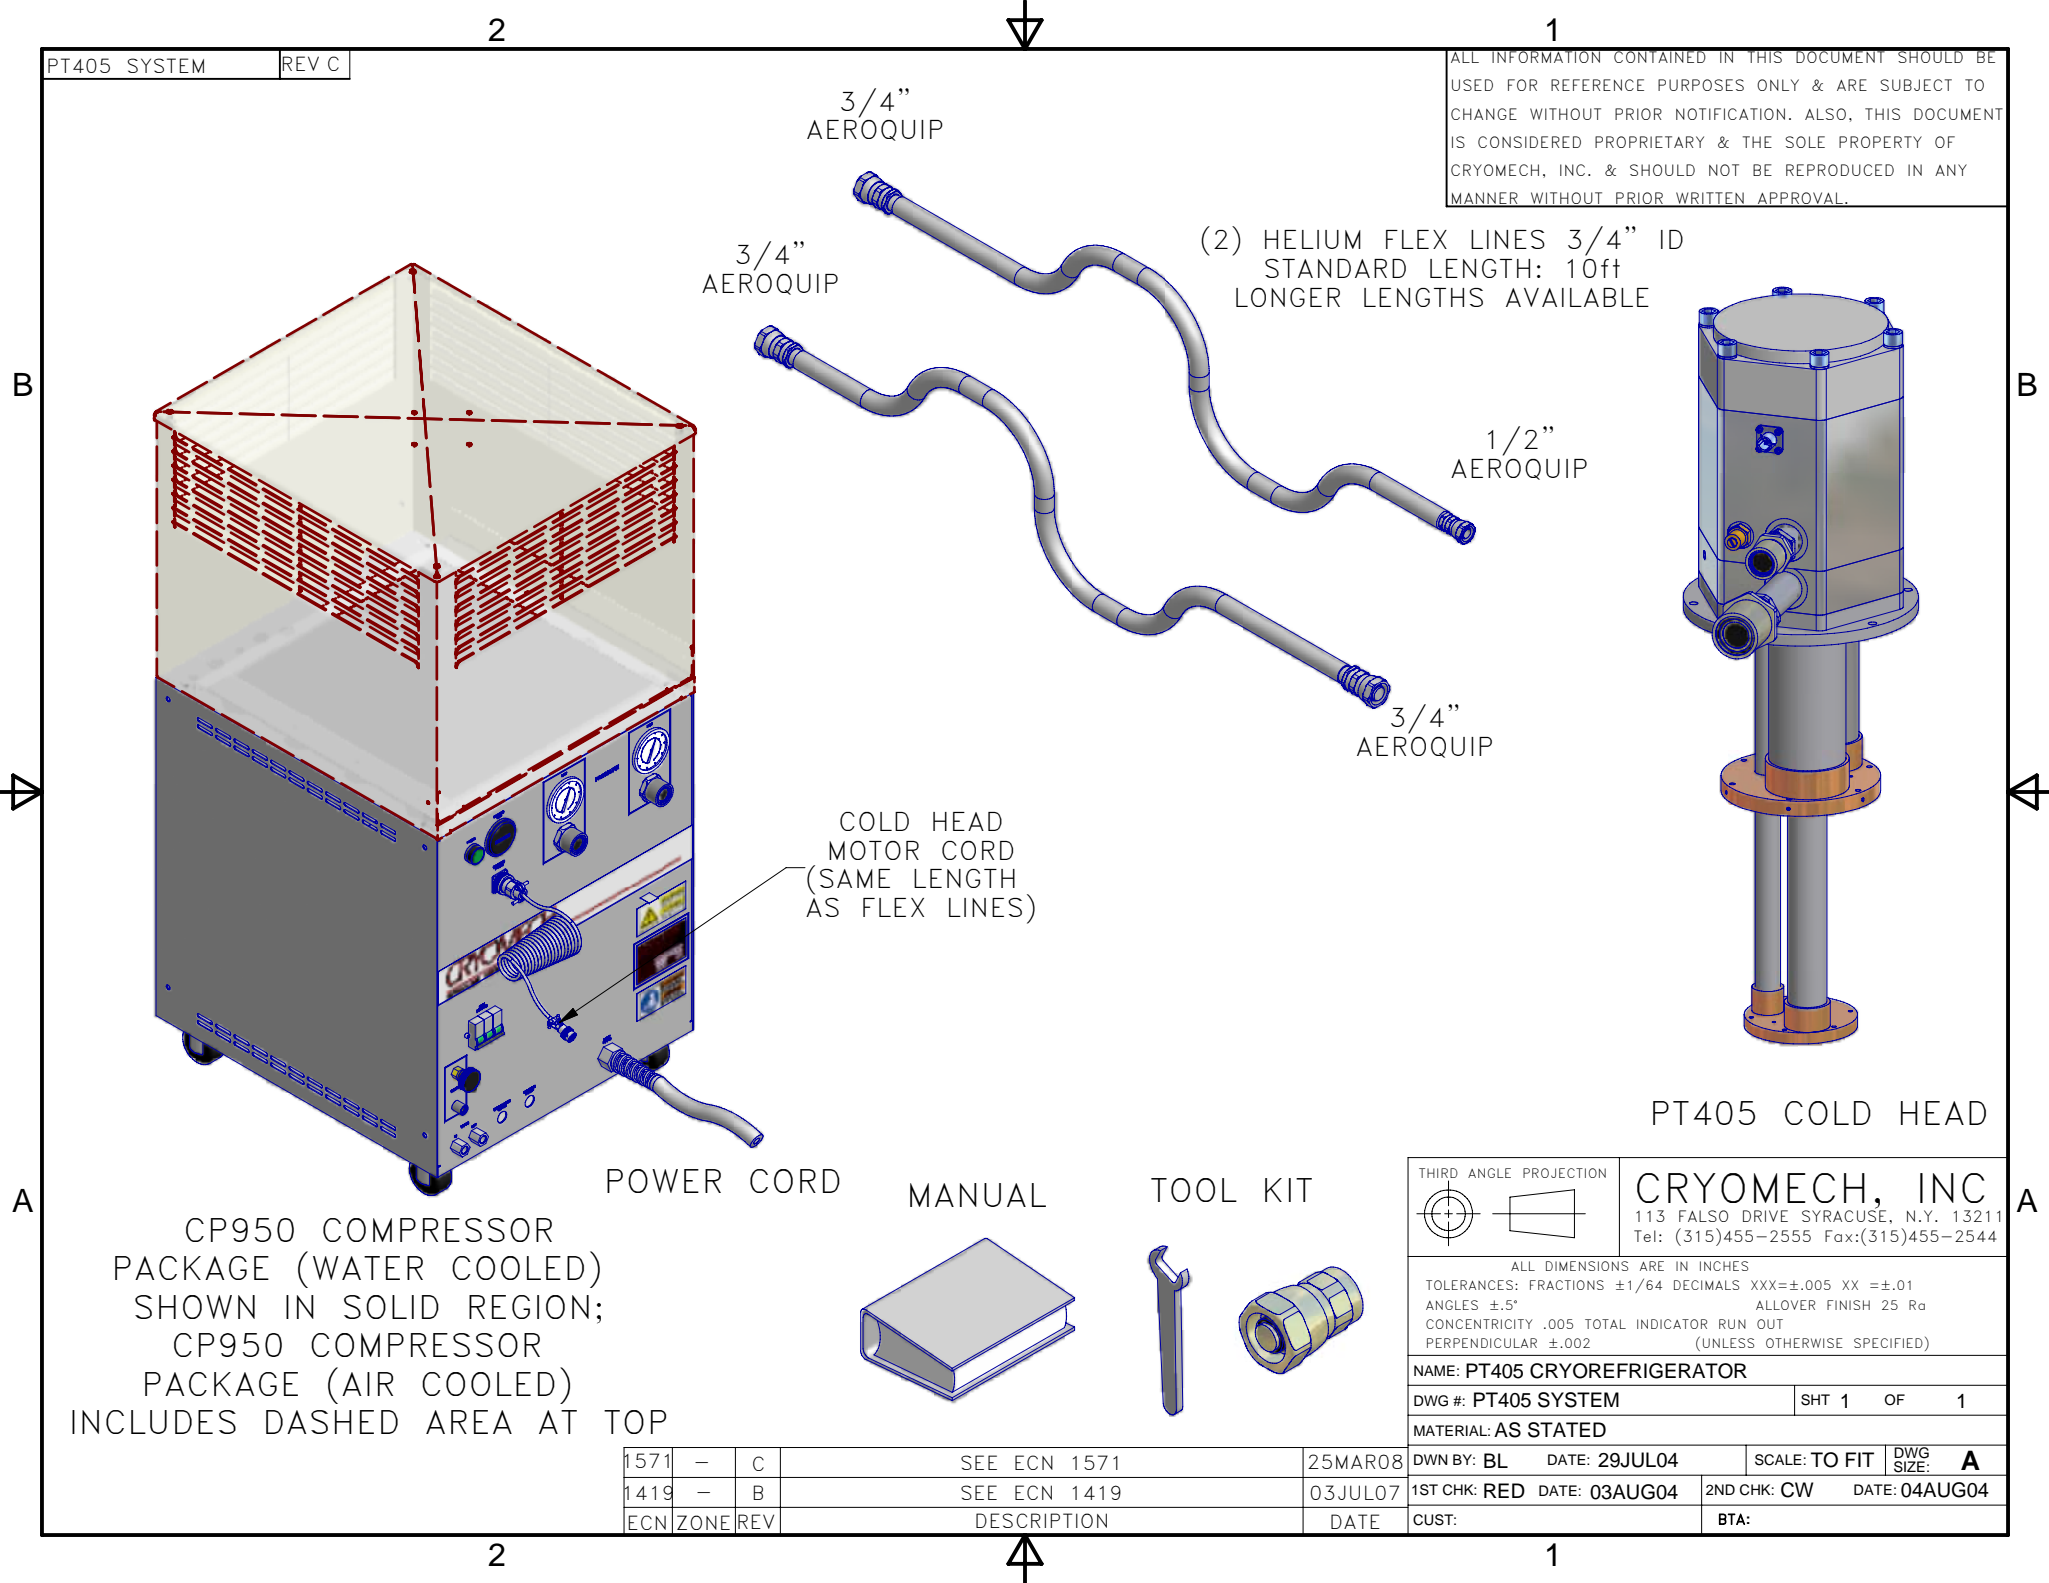 2
1
PT405 SYSTEM
REV C
ALL INFORMATION CONTAINED IN THIS DOCUMENT SHOULD BE
USED FOR REFERENCE PURPOSES ONLY & ARE SUBJECT TO
CHANGE WITHOUT PRIOR NOTIFICATION. ALSO, THIS DOCUMENT
IS CONSIDERED PROPRIETARY & THE SOLE PROPERTY OF
CRYOMECH, INC. & SHOULD NOT BE REPRODUCED IN ANY
MANNER WITHOUT PRIOR WRITTEN APPROVAL.
3/4”
AEROQUIP
3/4”
AEROQUIP
(2) HELIUM FLEX LINES 3/4” ID
STANDARD LENGTH: 10ft
LONGER LENGTHS AVAILABLE
B
B
1/2”
AEROQUIP
3/4”
AEROQUIP
COLD HEAD
MOTOR CORD
(SAME LENGTH
AS FLEX LINES)
PT405 COLD HEAD
POWER CORD
MANUAL
TOOL KIT
A
A
CP950 COMPRESSOR
PACKAGE (WATER COOLED)
SHOWN IN SOLID REGION;
CP950 COMPRESSOR
PACKAGE (AIR COOLED)
INCLUDES DASHED AREA AT TOP
THIRD ANGLE PROJECTION
CRYOMECH, INC
113 FALSO DRIVE SYRACUSE, N.Y. 13211
Tel: (315)455-2555 Fax:(315)455-2544
ALL DIMENSIONS ARE IN INCHES
TOLERANCES: FRACTIONS ±1/64 DECIMALS XXX=±.005 XX =±.01
ANGLES ±.5° ALLOVER FINISH 25 Ra
CONCENTRICITY .005 TOTAL INDICATOR RUN OUT
PERPENDICULAR ±.002 (UNLESS OTHERWISE SPECIFIED)
NAME: PT405 CRYOREFRIGERATOR
DWG #: PT405 SYSTEM SHT 1 OF 1
MATERIAL: AS STATED
DWN BY: BL DATE: 29JUL04 SCALE: TO FIT DWG SIZE: A
1ST CHK: RED DATE: 03AUG04 2ND CHK: CW DATE: 04AUG04
CUST: BTA:
1571 – C SEE ECN 1571 25MAR08
1419 – B SEE ECN 1419 03JUL07
ECN ZONE REV DESCRIPTION DATE
2
1